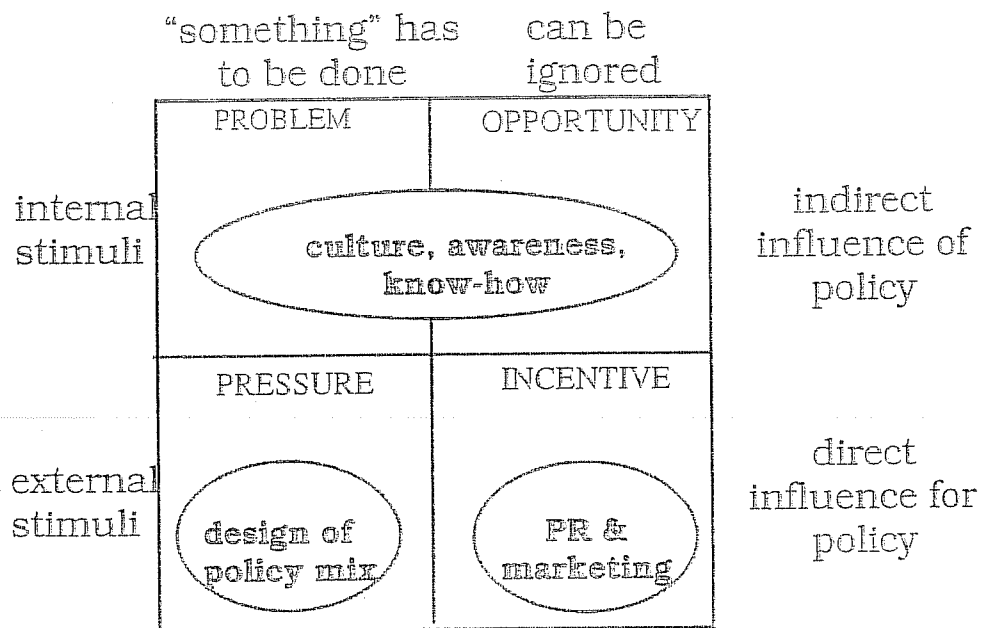 “something” has
to be done
can be
ignored
PROBLEM
OPPORTUNITY
internal
stimuli
culture, awareness,
know-how
indirect
influence of
policy
PRESSURE
INCENTIVE
external
stimuli
design of
policy mix
PR &
marketing
direct
influence for
policy